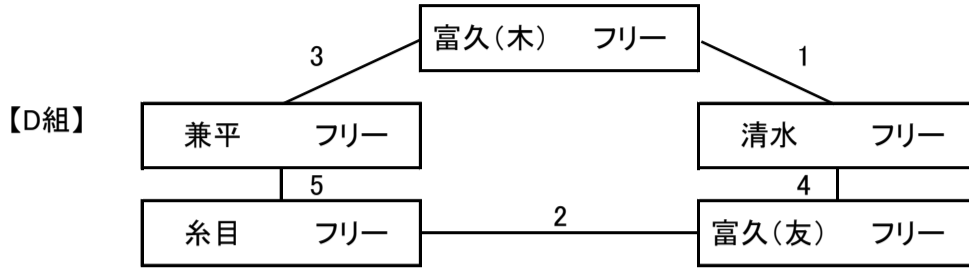 富久（木）　フリー
3
1
【D組】
兼平　フリー
清水　フリー
5
4
糸目　フリー
2
富久（友）　フリー